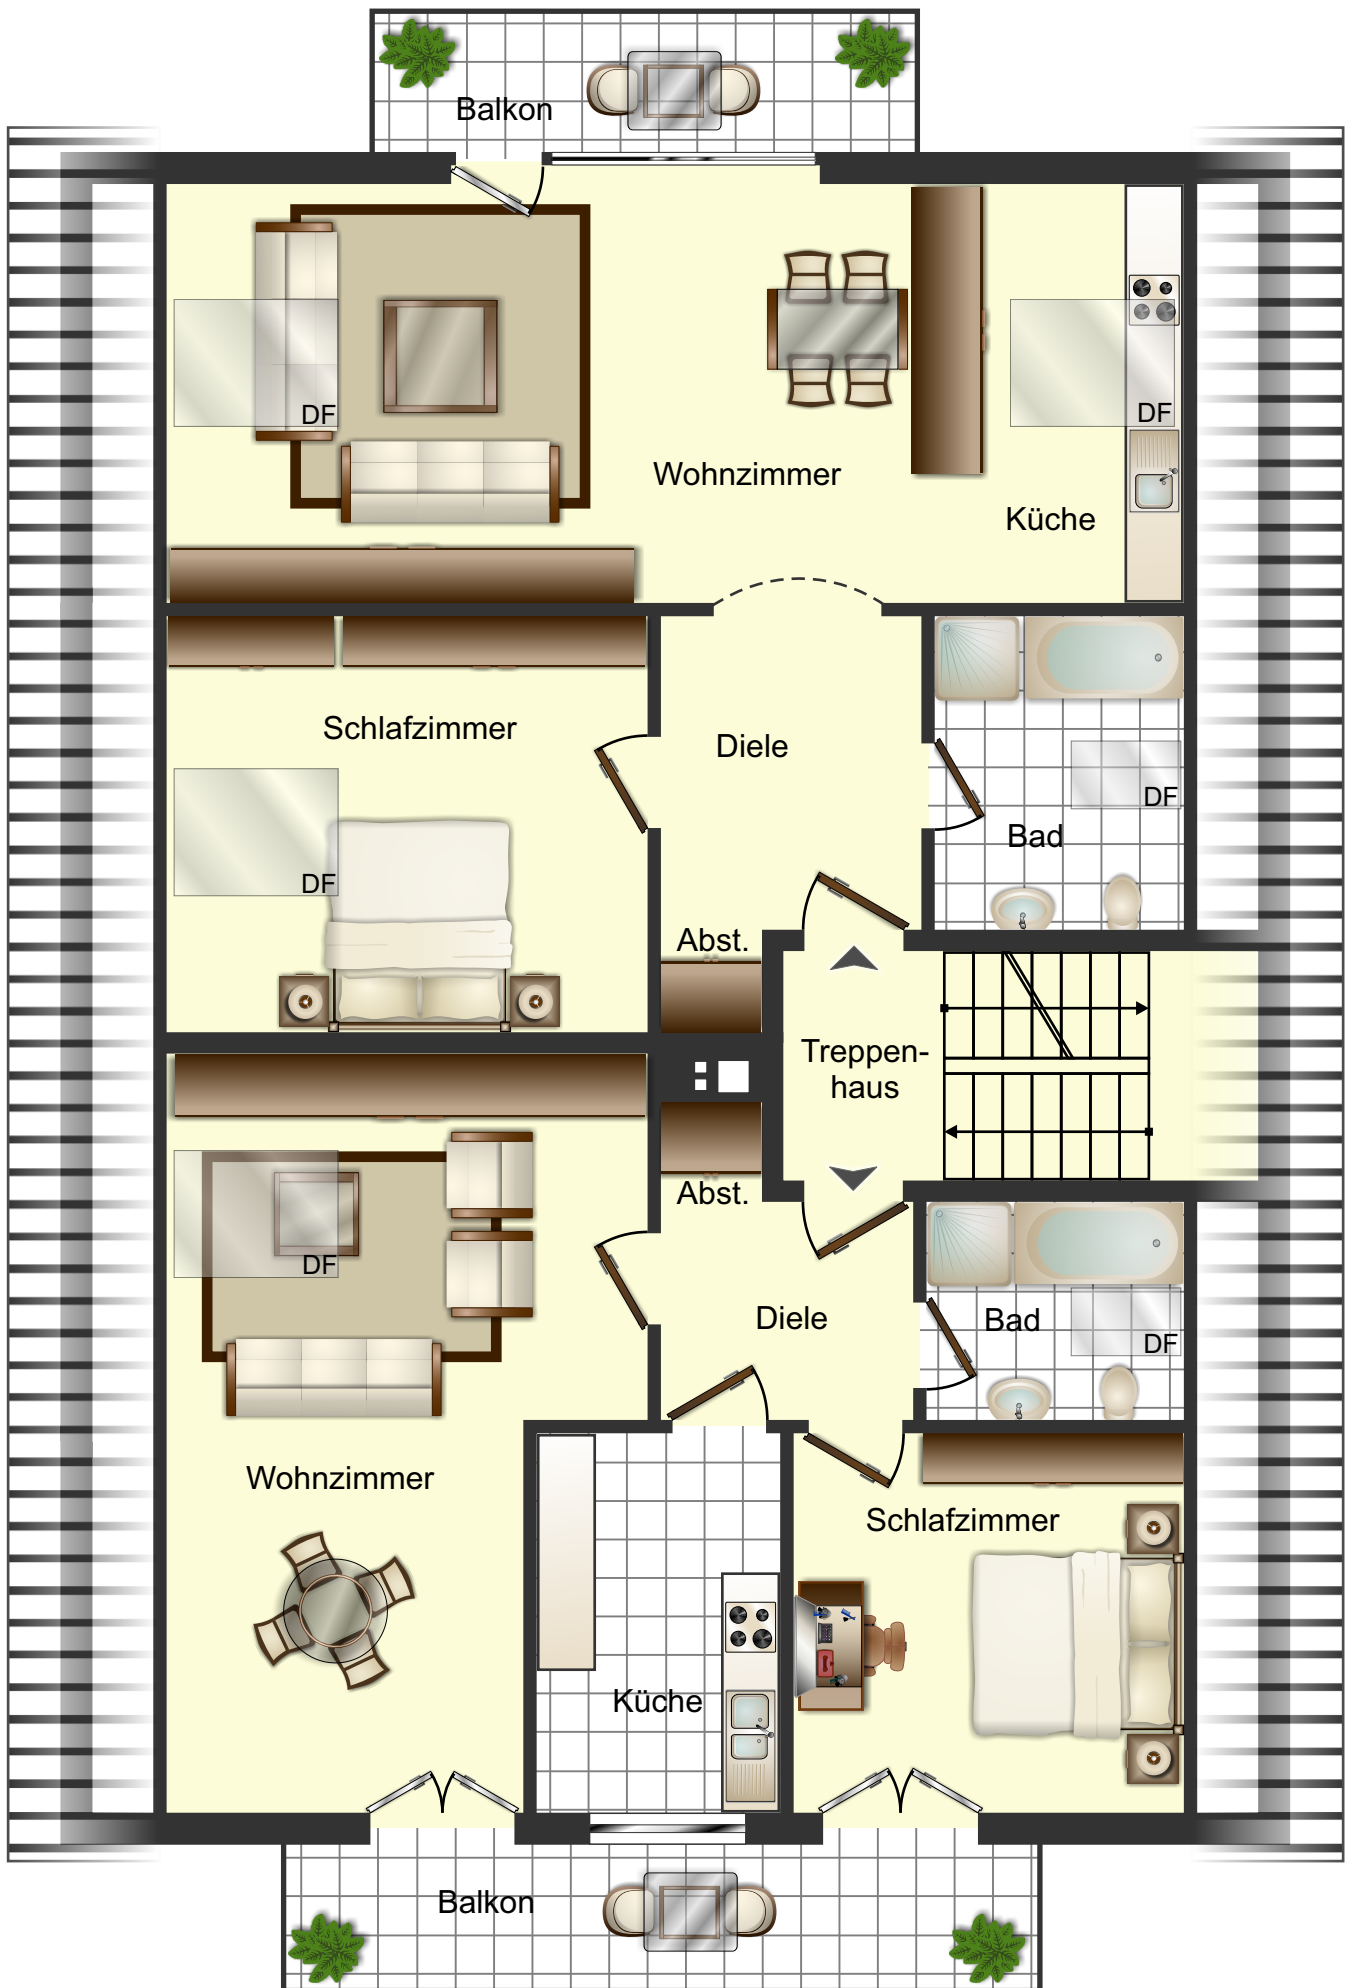 Balkon
DF
DF
Wohnzimmer
Küche
Schlafzimmer
Diele
DF
Bad
DF
Abst.
Treppen-
haus
Abst.
DF
Diele
Bad
DF
Wohnzimmer
Schlafzimmer
Küche
Balkon